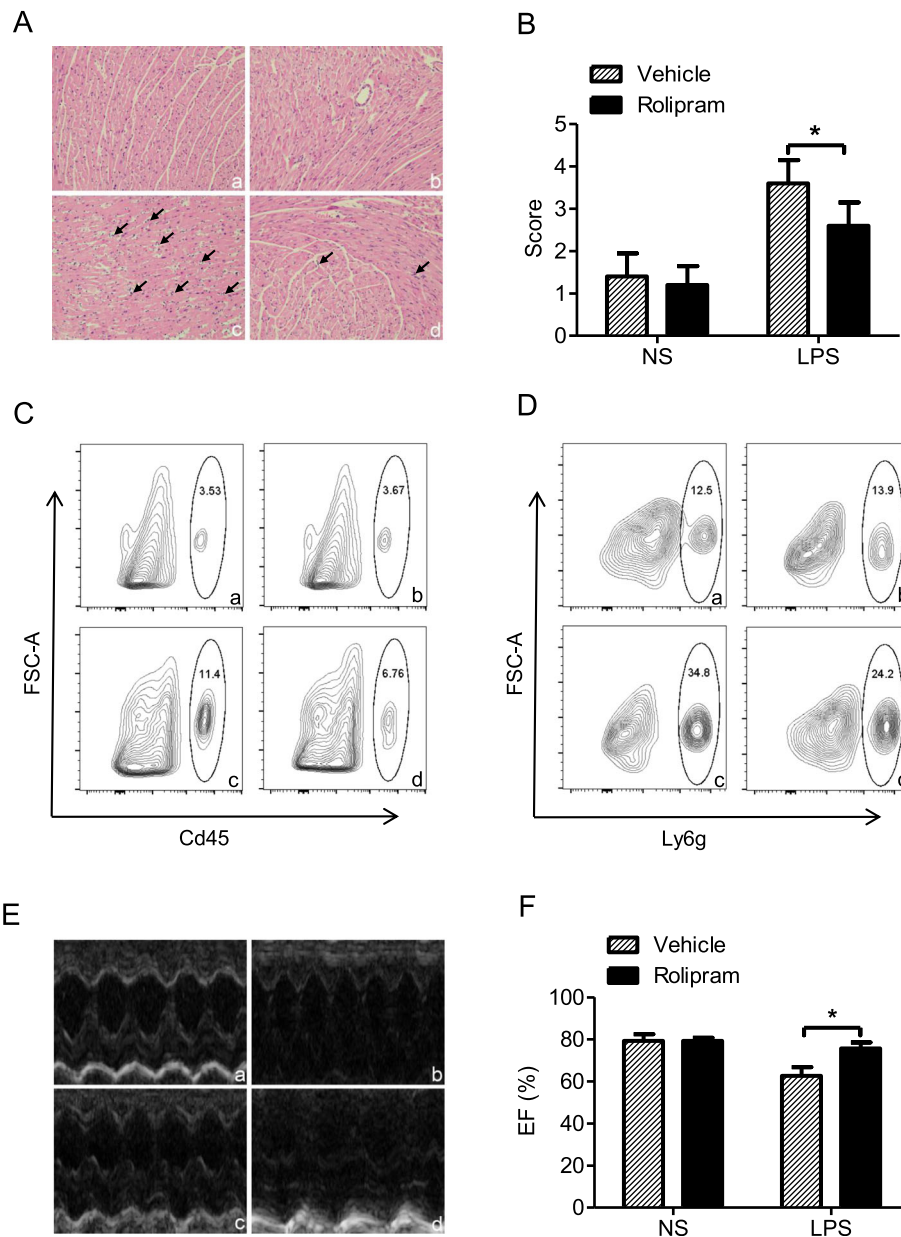 A
a
b
c
d
B
Vehicle
Rolipram
*
5
4
3
2
1
0
Score
NS
LPS
C
3.53
a
3.67
b
11.4
c
6.76
d
FSC-A
Cd45
D
12.5
a
13.9
b
34.8
c
24.2
d
FSC-A
Ly6g
E
a
b
c
d
F
Vehicle
Rolipram
*
100
80
60
40
20
0
EF (%)
NS
LPS